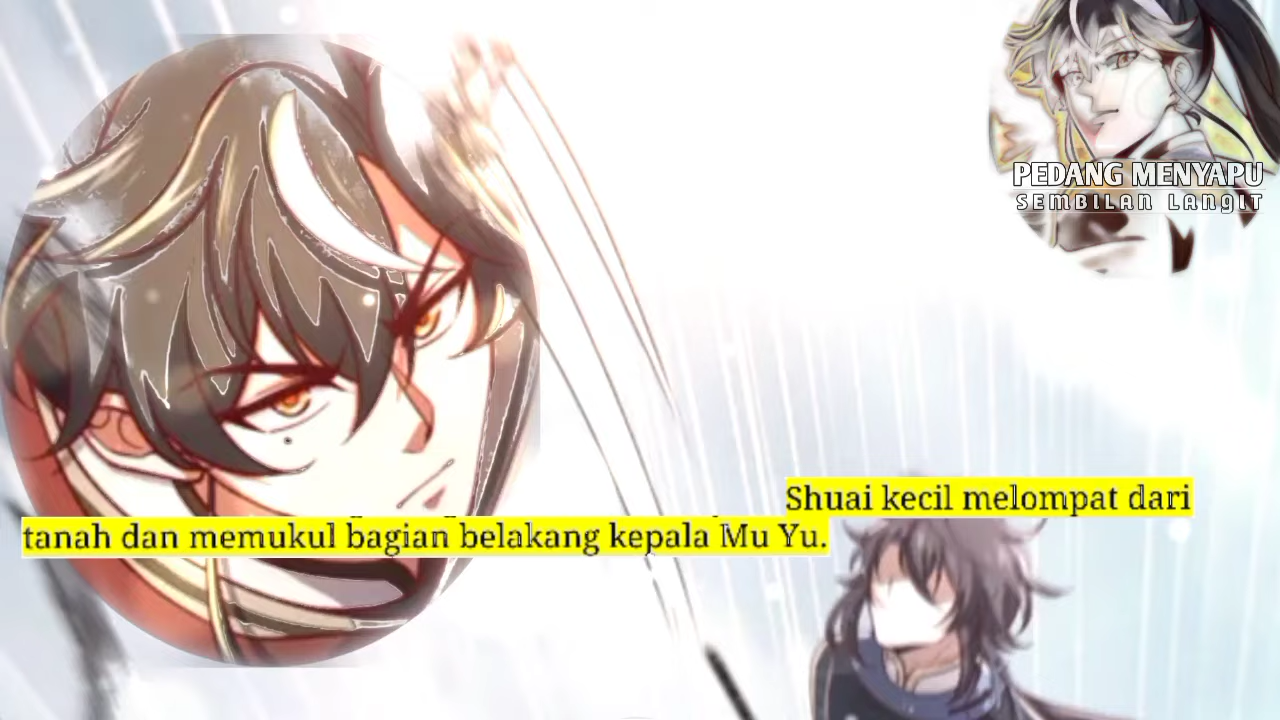 PEDANG MENYAPU
SEMBILAN LANGIT
Shuai kecil melompat dari
tanah dan memukul bagian belakang kepala Mu Yu.